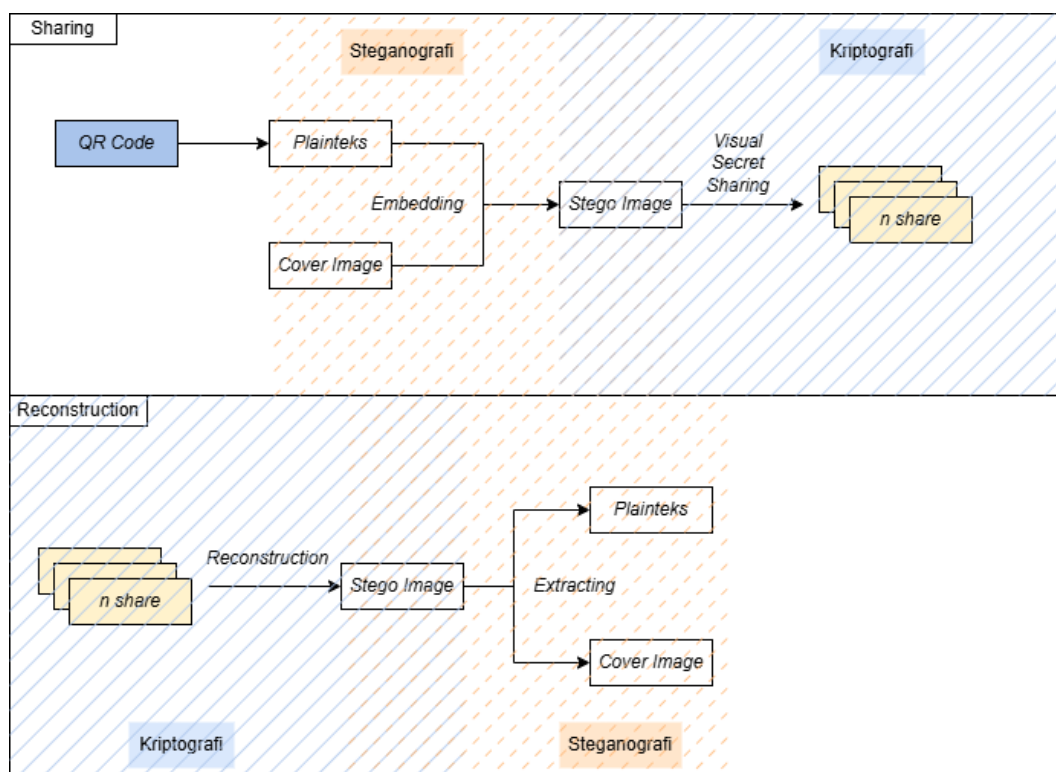 Sharing
Steganografi
Kriptografi
QR Code
Plainteks
Visual
Secret
Sharing
Embedding
Stego Image
n share
Cover Image
Reconstruction
Plainteks
Reconstruction
Stego Image
Extracting
n share
Cover Image
Kriptografi
Steganografi